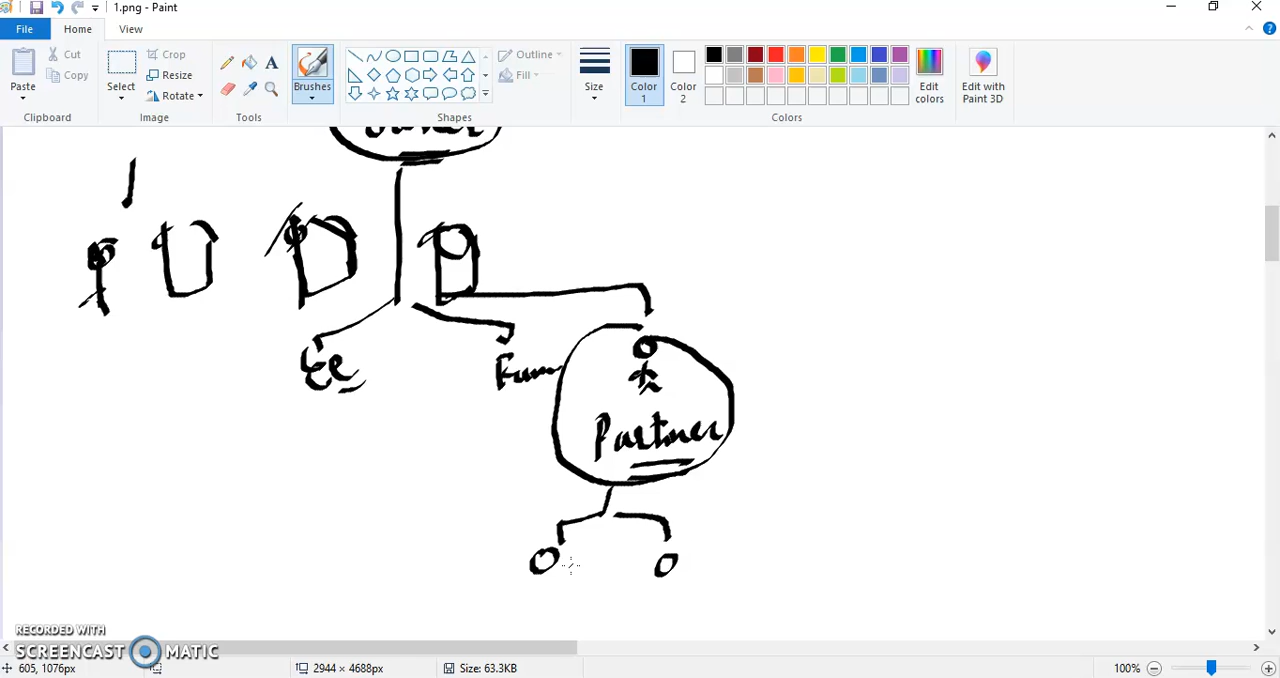 1.png - Paint
File Home View
Paste
Cut
Copy
Clipboard
Select
Crop
Resize
Rotate
Image
Tools
Brushes
Shapes
Outline
Fill
Size
Color 1
Color 2
Edit colors
Colors
Edit with Paint 3D
Partner
RECORDED WITH
SCREENCAST MATIC
605, 1076px
2944 × 4688px
Size: 63.3KB
100%